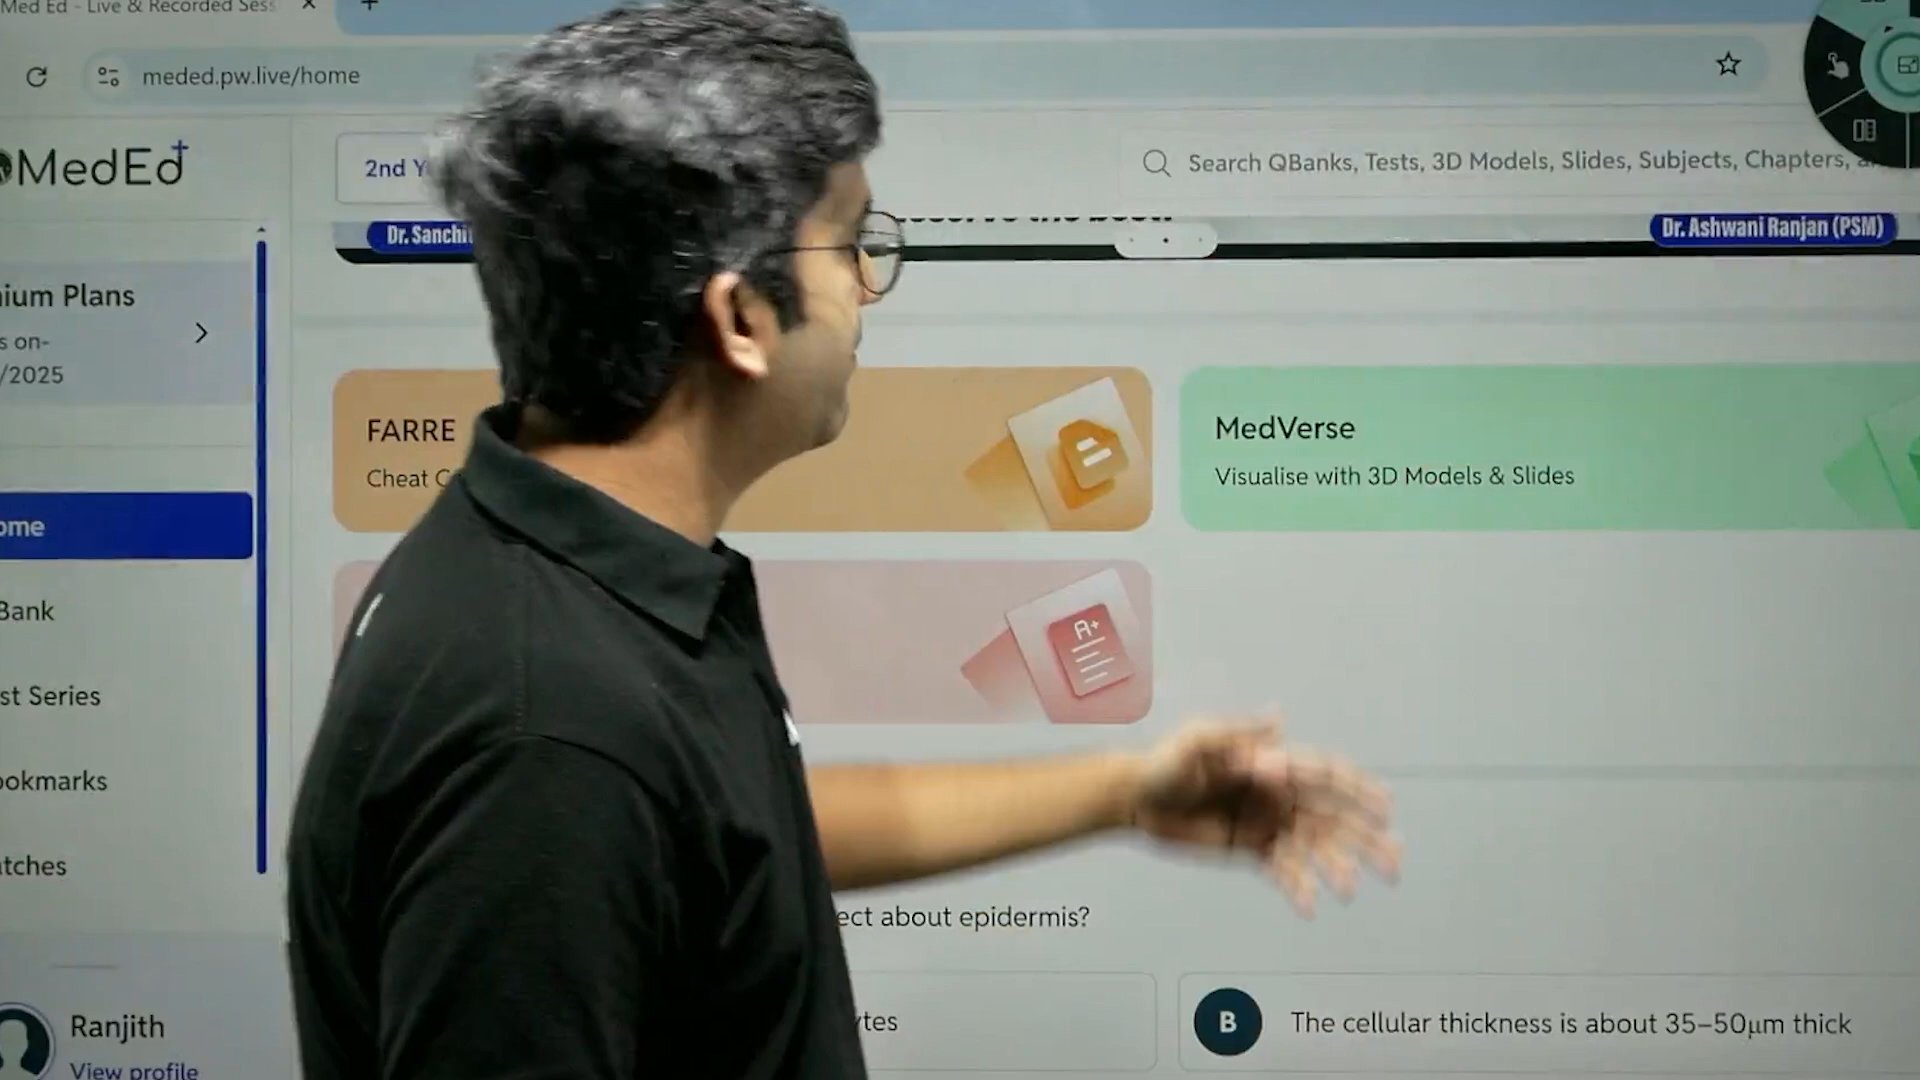 Med Ed - Live & Recorded Sess
meded.pw.live/home
MedEd
2nd Y
Search QBanks, Tests, 3D Models, Slides, Subjects, Chapters,
Dr. Sanchi
Dr. Ashwani Ranjan (PSM)
ium Plans
s on-
/2025
FARRE
Cheat C
MedVerse
Visualise with 3D Models & Slides
ome
Bank
A+
st Series
ookmarks
tches
ect about epidermis?
Ranjith
View profile
ytes
B The cellular thickness is about 35–50μm thick